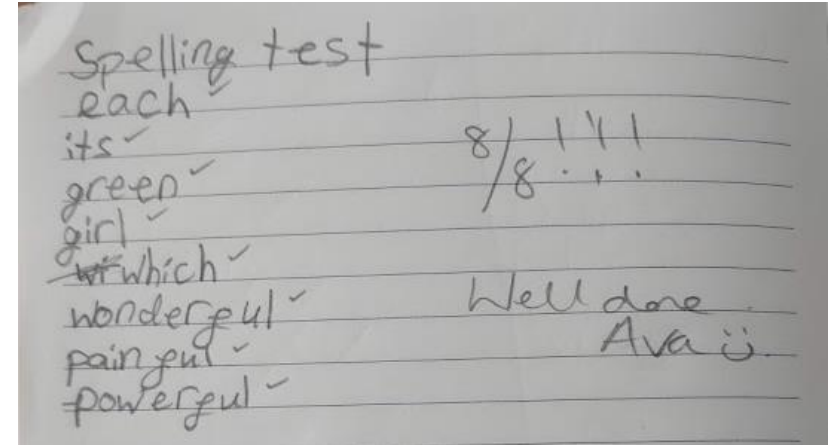 Spelling test
each ✓
its ✓
green ✓
girl ✓
which ✓
wonderful ✓
painful ✓
powerful ✓
8/8 !!!
Well done
Ava ü.